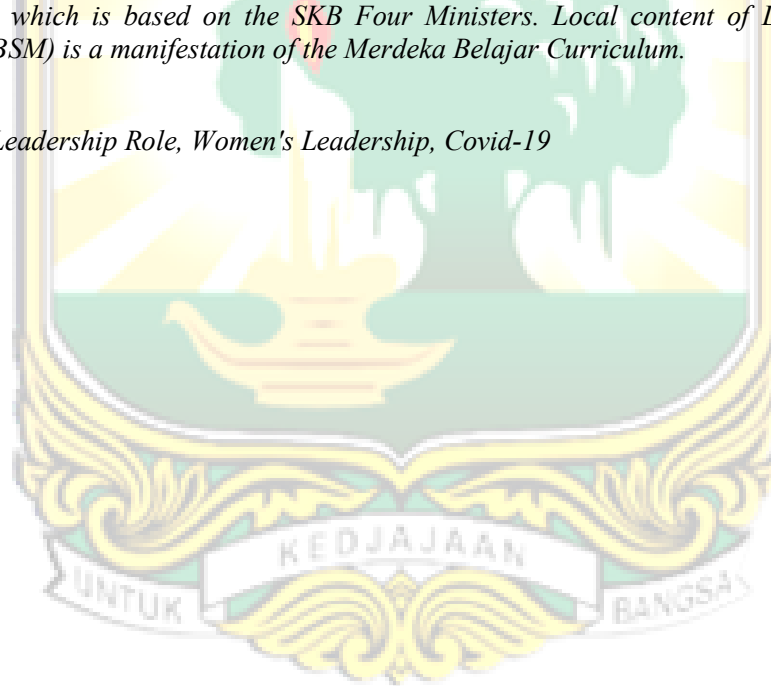 which is based on the SKB Four Ministers. Local content of
BSM) is a manifestation of the Merdeka Belajar Curriculum.
Leadership Role, Women's Leadership, Covid-19
KEDJAJAAN
UNTUK
BANGSA